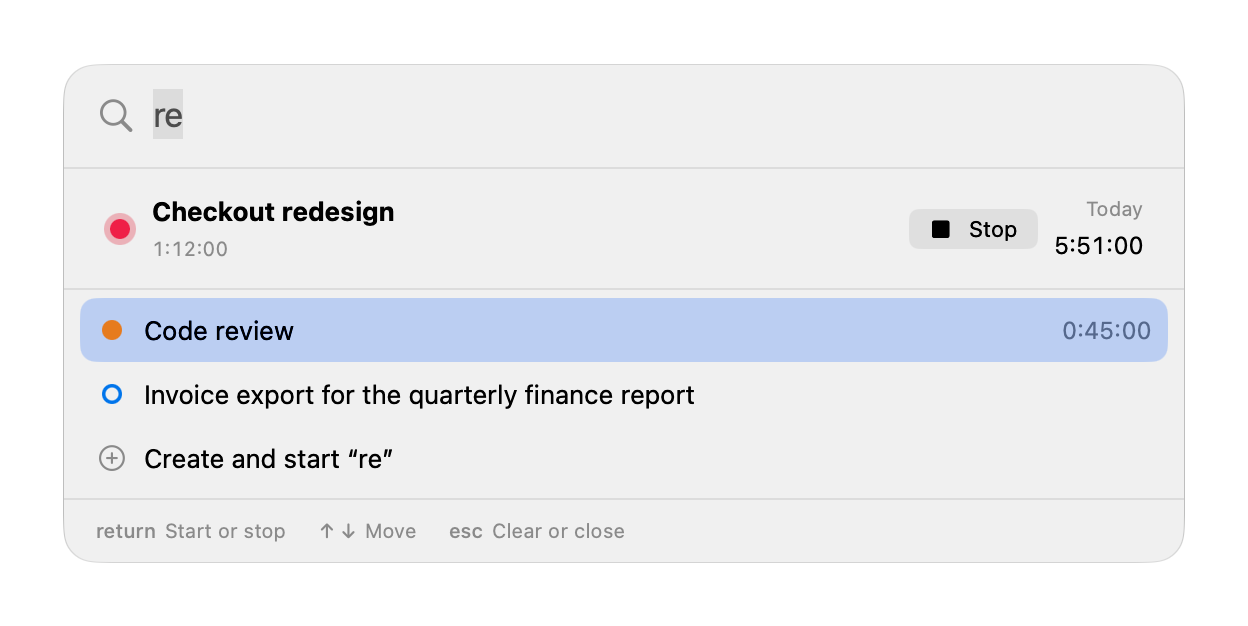 re
Checkout redesign
1:12:00
Stop
Today
5:51:00
Code review 0:45:00
Invoice export for the quarterly finance report
Create and start “re”
return Start or stop ↑ ↓ Move esc Clear or close